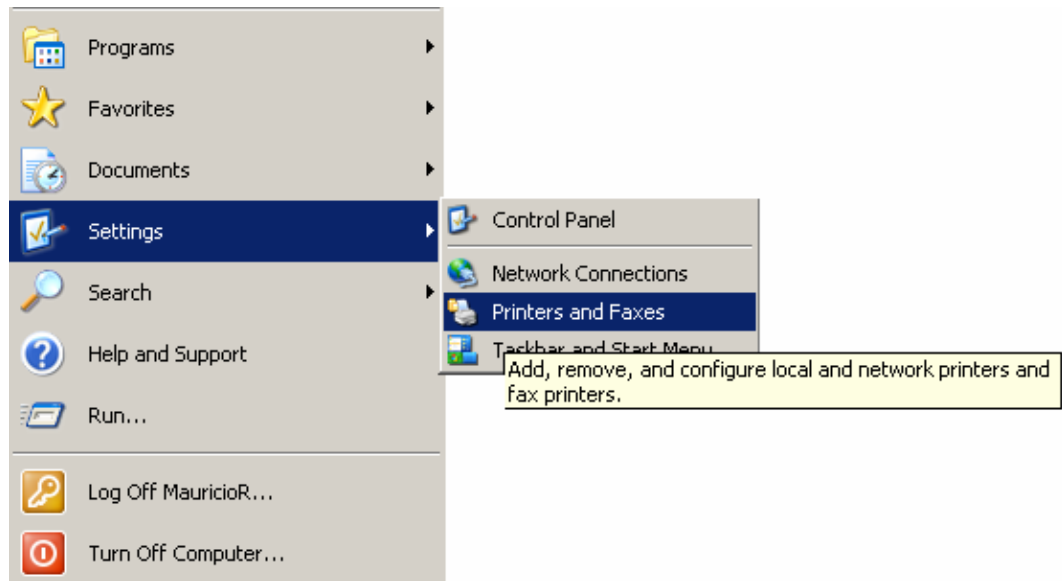 Programs
Favorites
Documents
Settings
Search
Help and Support
Run...
Log Off MauricioR...
Turn Off Computer...
Control Panel
Network Connections
Printers and Faxes
Taskbar and Start Menu
Add, remove, and configure local and network printers and
fax printers.